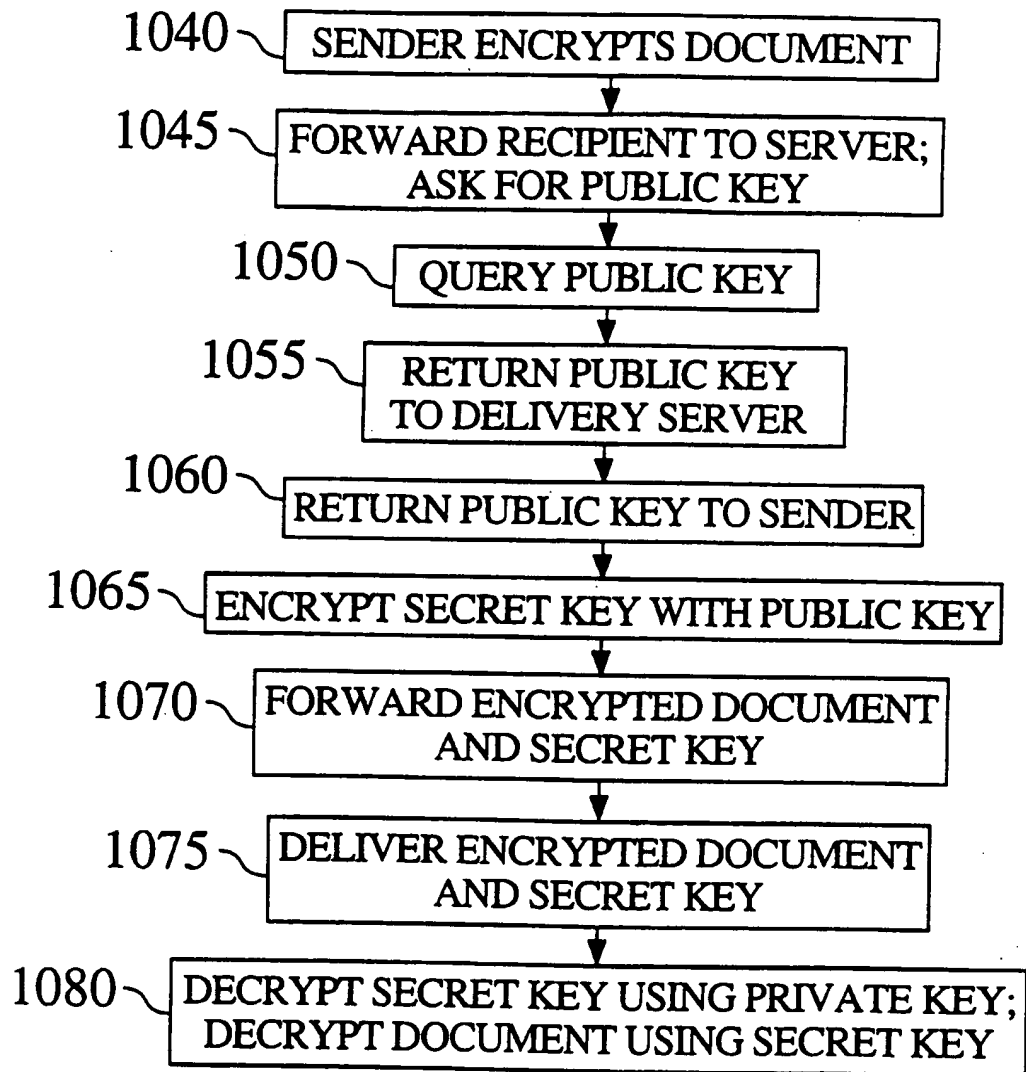 1040
SENDER ENCRYPTS DOCUMENT
1045
FORWARD RECIPIENT TO SERVER;
ASK FOR PUBLIC KEY
1050
QUERY PUBLIC KEY
1055
RETURN PUBLIC KEY
TO DELIVERY SERVER
1060
RETURN PUBLIC KEY TO SENDER
1065
ENCRYPT SECRET KEY WITH PUBLIC KEY
1070
FORWARD ENCRYPTED DOCUMENT
AND SECRET KEY
1075
DELIVER ENCRYPTED DOCUMENT
AND SECRET KEY
1080
DECRYPT SECRET KEY USING PRIVATE KEY;
DECRYPT DOCUMENT USING SECRET KEY